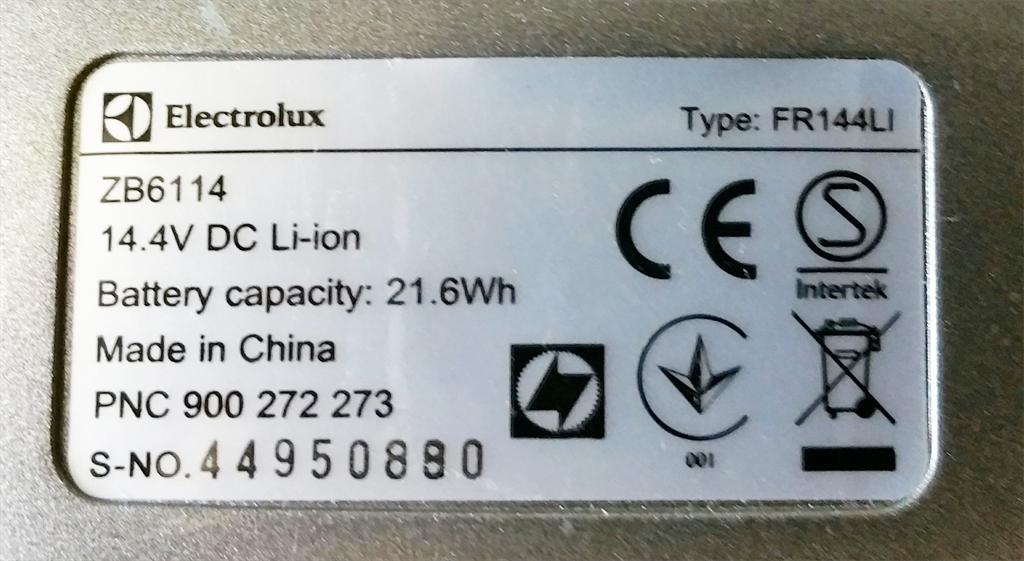 Electrolux
Type: FR144LI
ZB6114
14.4V DC Li-ion
Battery capacity: 21.6Wh
Made in China
PNC 900 272 273
S-NO. 44950880
CE
S
Intertek
001